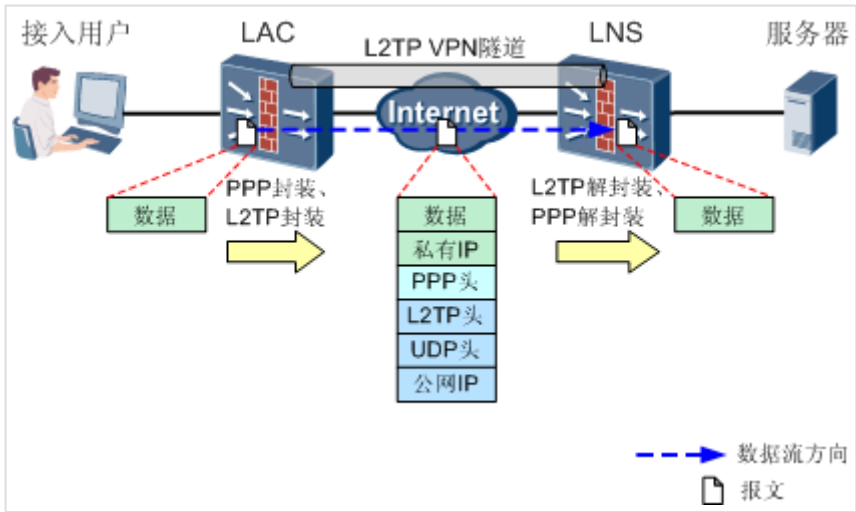 接入用户
LAC
L2TP VPN隧道
LNS
服务器
Internet
PPP封装、
L2TP封装
L2TP解封装、
PPP解封装
数据
数据
私有IP
PPP头
L2TP头
UDP头
公网IP
数据
数据流方向
报文